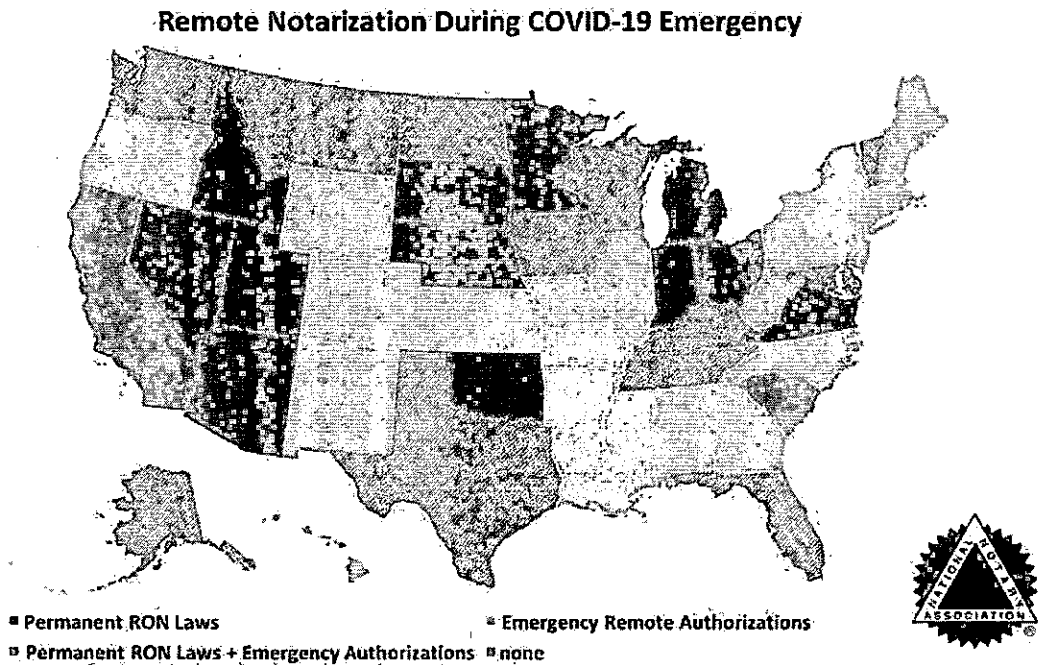 Remote Notarization During COVID-19 Emergency
Permanent RON Laws
Emergency Remote Authorizations
Permanent RON Laws + Emergency Authorizations
none
NATIONAL NOTARY
ASSOCIATION
®